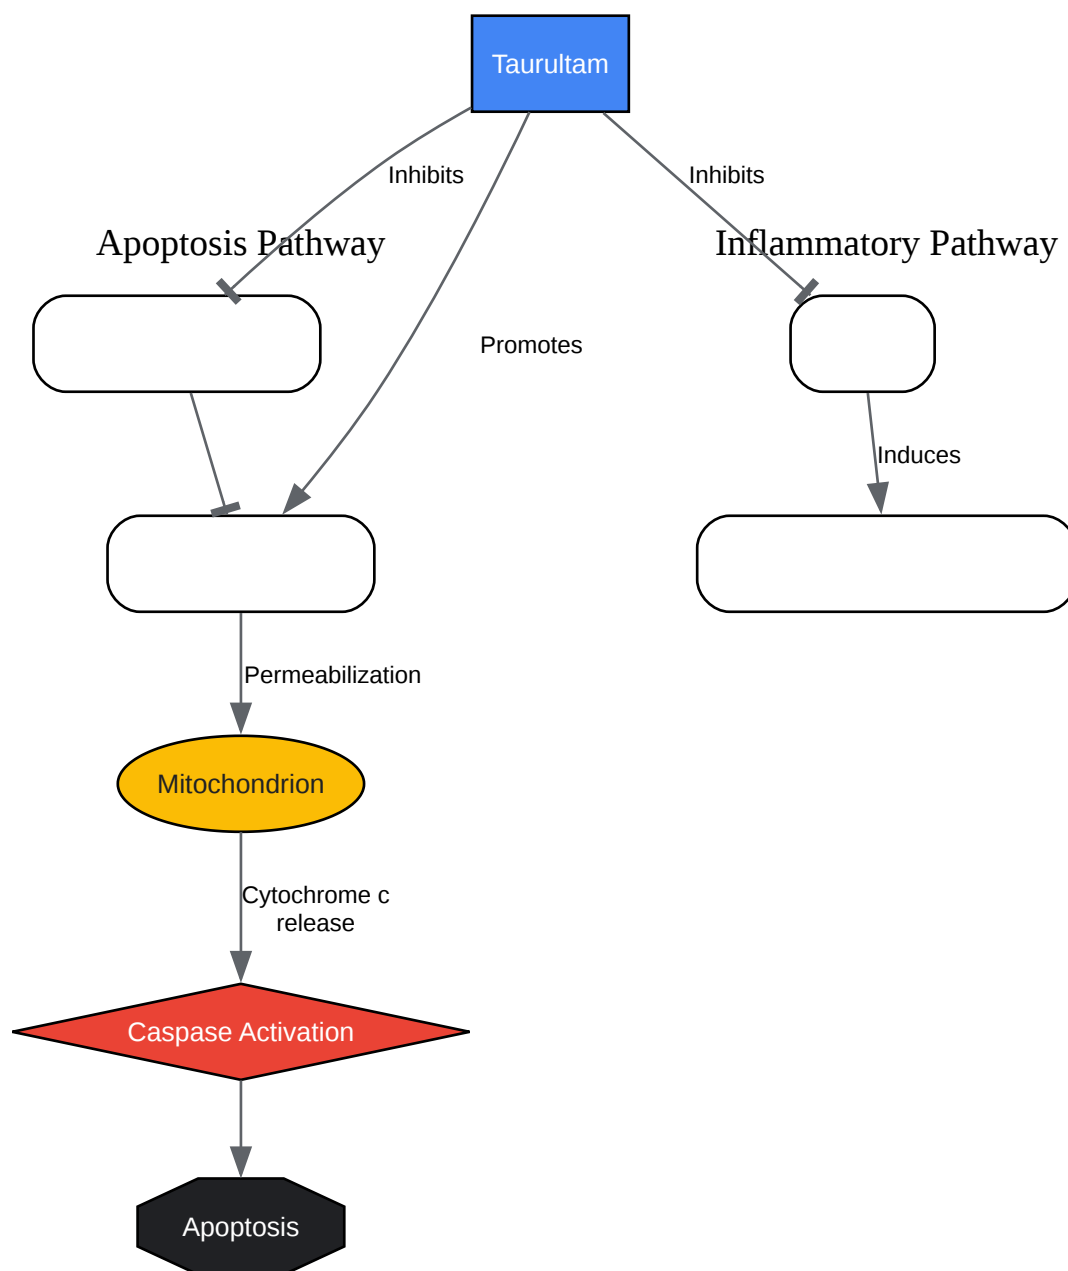 Taurultam
Inhibits
Inhibits
Apoptosis Pathway
Inflammatory Pathway
Promotes
Induces
Permeabilization
Mitochondrion
Cytochrome c
release
Caspase Activation
Apoptosis